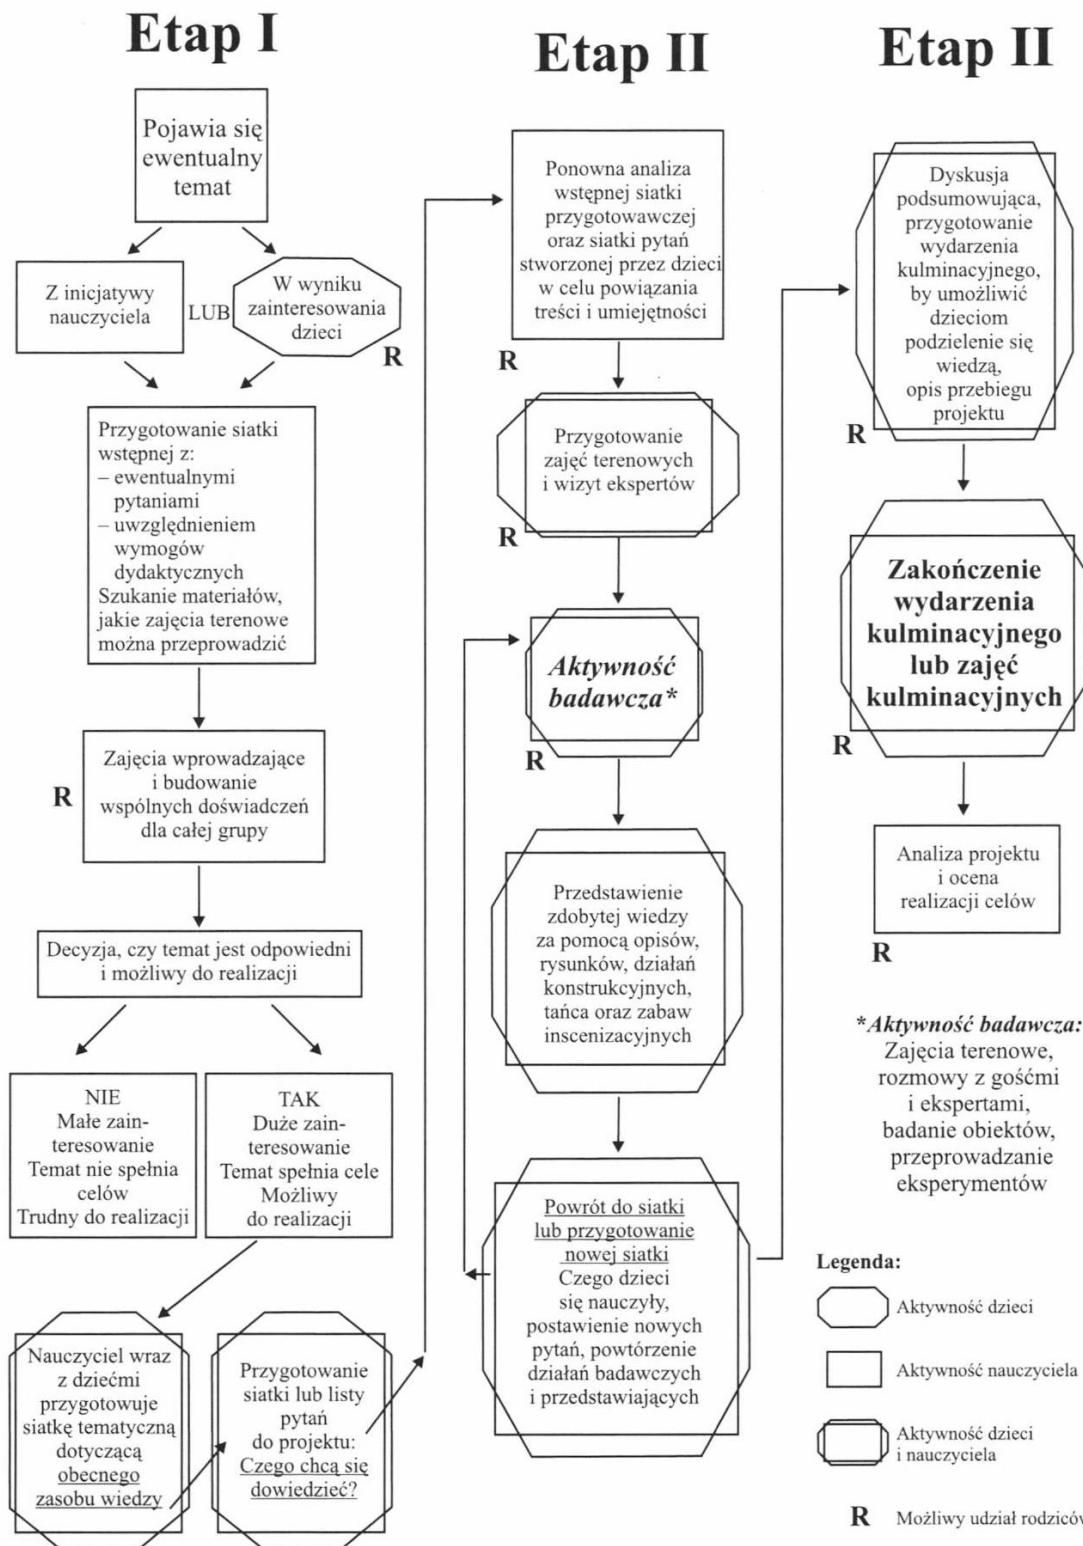 Etap I
Pojawia się
ewentualny
temat
Z inicjatywy
nauczyciela
LUB
W wyniku
zainteresowania
dzieci
R
Przygotowanie siatki
wstępnej z:
– ewentualnymi
pytaniami
– uwzględnieniem
wymogów
dydaktycznych
Szukanie materiałów,
jakie zajęcia terenowe
można przeprowadzić
R
Zajęcia wprowadzające
i budowanie
wspólnych doświadczeń
dla całej grupy
Decyzja, czy temat jest odpowiedni
i możliwy do realizacji
NIE
Małe zain-
teresowanie
Temat nie spełnia
celów
Trudny do realizacji
TAK
Duże zain-
teresowanie
Temat spełnia cele
Możliwy
do realizacji
Nauczyciel wraz
z dziećmi
przygotowuje
siatkę tematyczną
dotyczącą
obecnego
zasobu wiedzy
Przygotowanie
siatki lub listy
pytań
do projektu:
Czego chcą się
dowiedzieć?
Etap II
Ponowna analiza
wstępnej siatki
przygotowawczej
oraz siatki pytań
stworzonej przez dzieci
w celu powiązania
treści i umiejętności
R
Przygotowanie
zajęć terenowych
i wizyt ekspertów
R
Aktywność
badawcza*
R
Przedstawienie
zdobytej wiedzy
za pomocą opisów,
rysunków, działań
konstrukcyjnych,
tańca oraz zabaw
inscenizacyjnych
Powrót do siatki
lub przygotowanie
nowej siatki
Czego dzieci
się nauczyły,
postawienie nowych
pytań, powtórzenie
działań badawczych
i przedstawiających
Etap II
Dyskusja
podsumowująca,
przygotowanie
wydarzenia
kulminacyjnego,
by umożliwić
dzieciom
podzielenie się
wiedzą,
opis przebiegu
projektu
R
Zakończenie
wydarzenia
kulminacyjnego
lub zajęć
kulminacyjnych
R
Analiza projektu
i ocena
realizacji celów
R
*Aktywność badawcza:
Zajęcia terenowe,
rozmowy z gośćmi
i ekspertami,
badanie obiektów,
przeprowadzanie
eksperymentów
Legenda:
Aktywność dzieci
Aktywność nauczyciela
Aktywność dzieci
i nauczyciela
R Możliwy udział rodziców